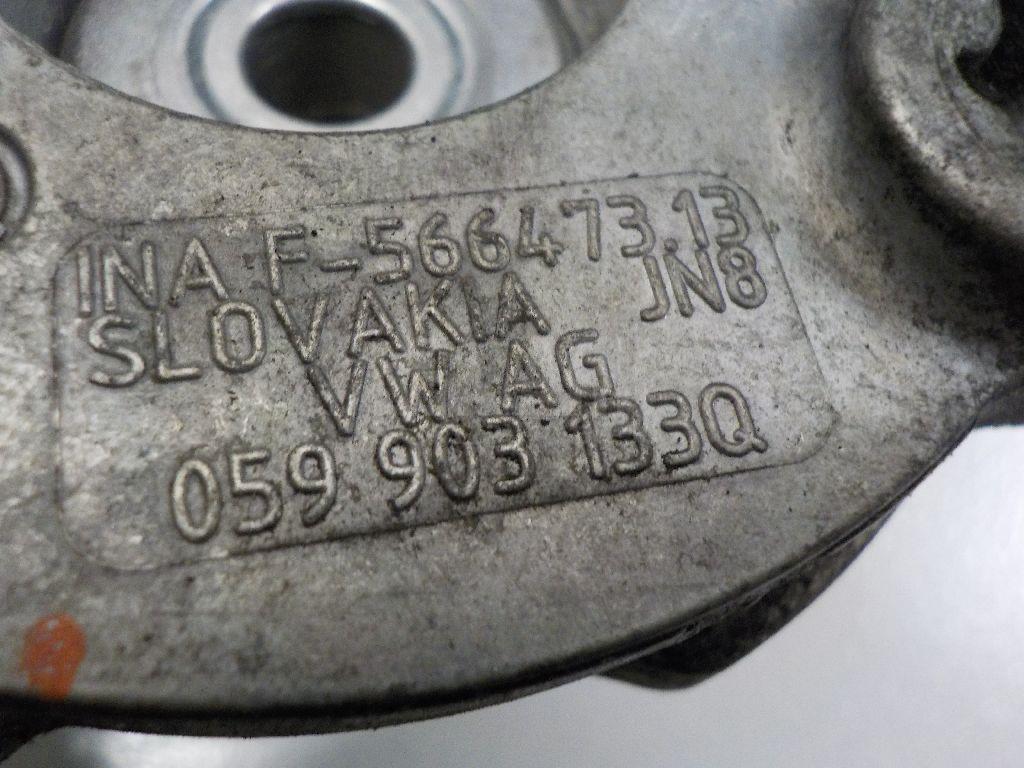 INA F-566473.13
SLOVAKIA JN8
VW AG
059 903 133Q